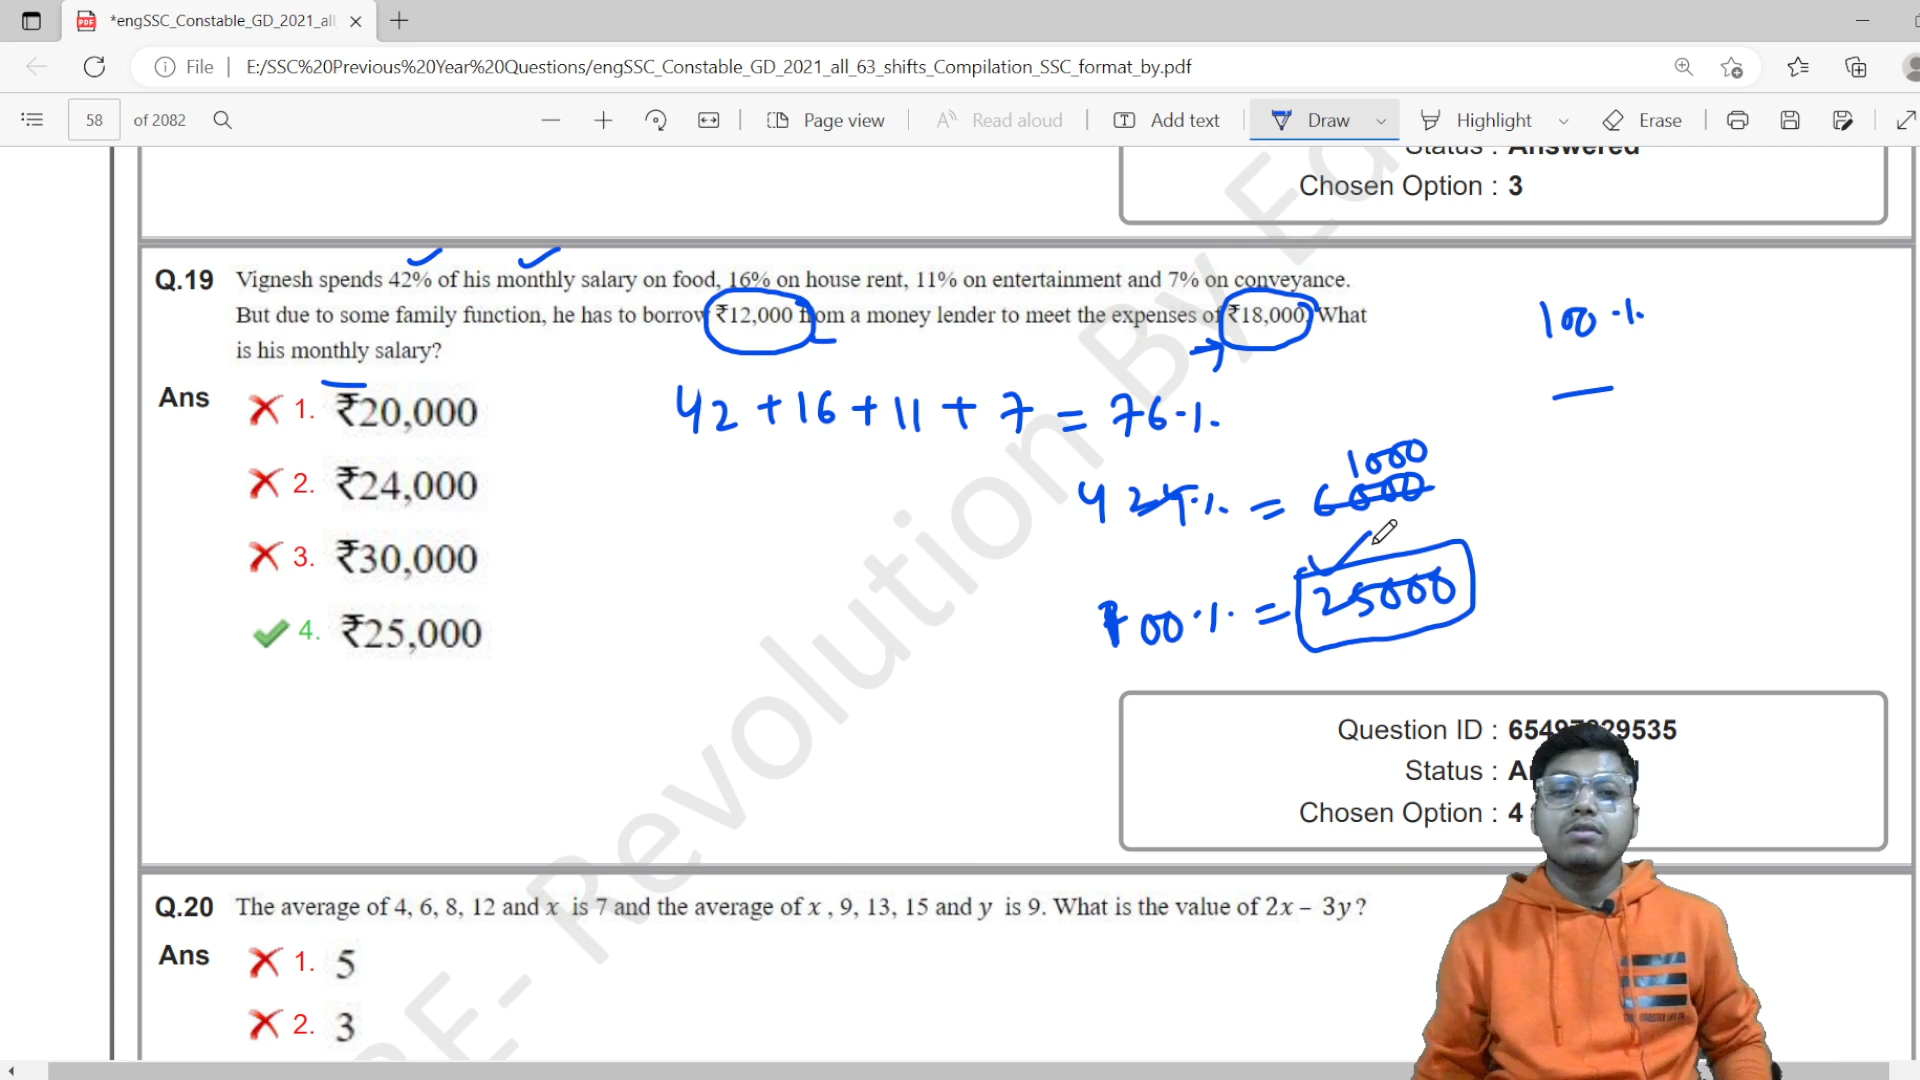 *engSSC_Constable_GD_2021_all
File
E:/SSC%20Previous%20Year%20Questions/engSSC_Constable_GD_2021_all_63_shifts_Compilation_SSC_format_by.pdf
58 of 2082
Page view
Read aloud
Add text
Draw
Highlight
Erase
Status : Answered
Chosen Option : 3
Q.19 Vignesh spends 42% of his monthly salary on food, 16% on house rent, 11% on entertainment and 7% on conveyance.
But due to some family function, he has to borrow ₹12,000 from a money lender to meet the expenses of ₹18,000. What
is his monthly salary?
100 %
Ans
1. ₹20,000
42 + 16 + 11 + 7 = 76 %
2. ₹24,000
1000
4 24% = 6000
3. ₹30,000
100 % = 25000
4. ₹25,000
Question ID :
Status :
Chosen Option : 4
Q.20 The average of 4, 6, 8, 12 and x is 7 and the average of x , 9, 13, 15 and y is 9. What is the value of 2x – 3y?
Ans
1. 5
2. 3
RE- Revolution By Ed